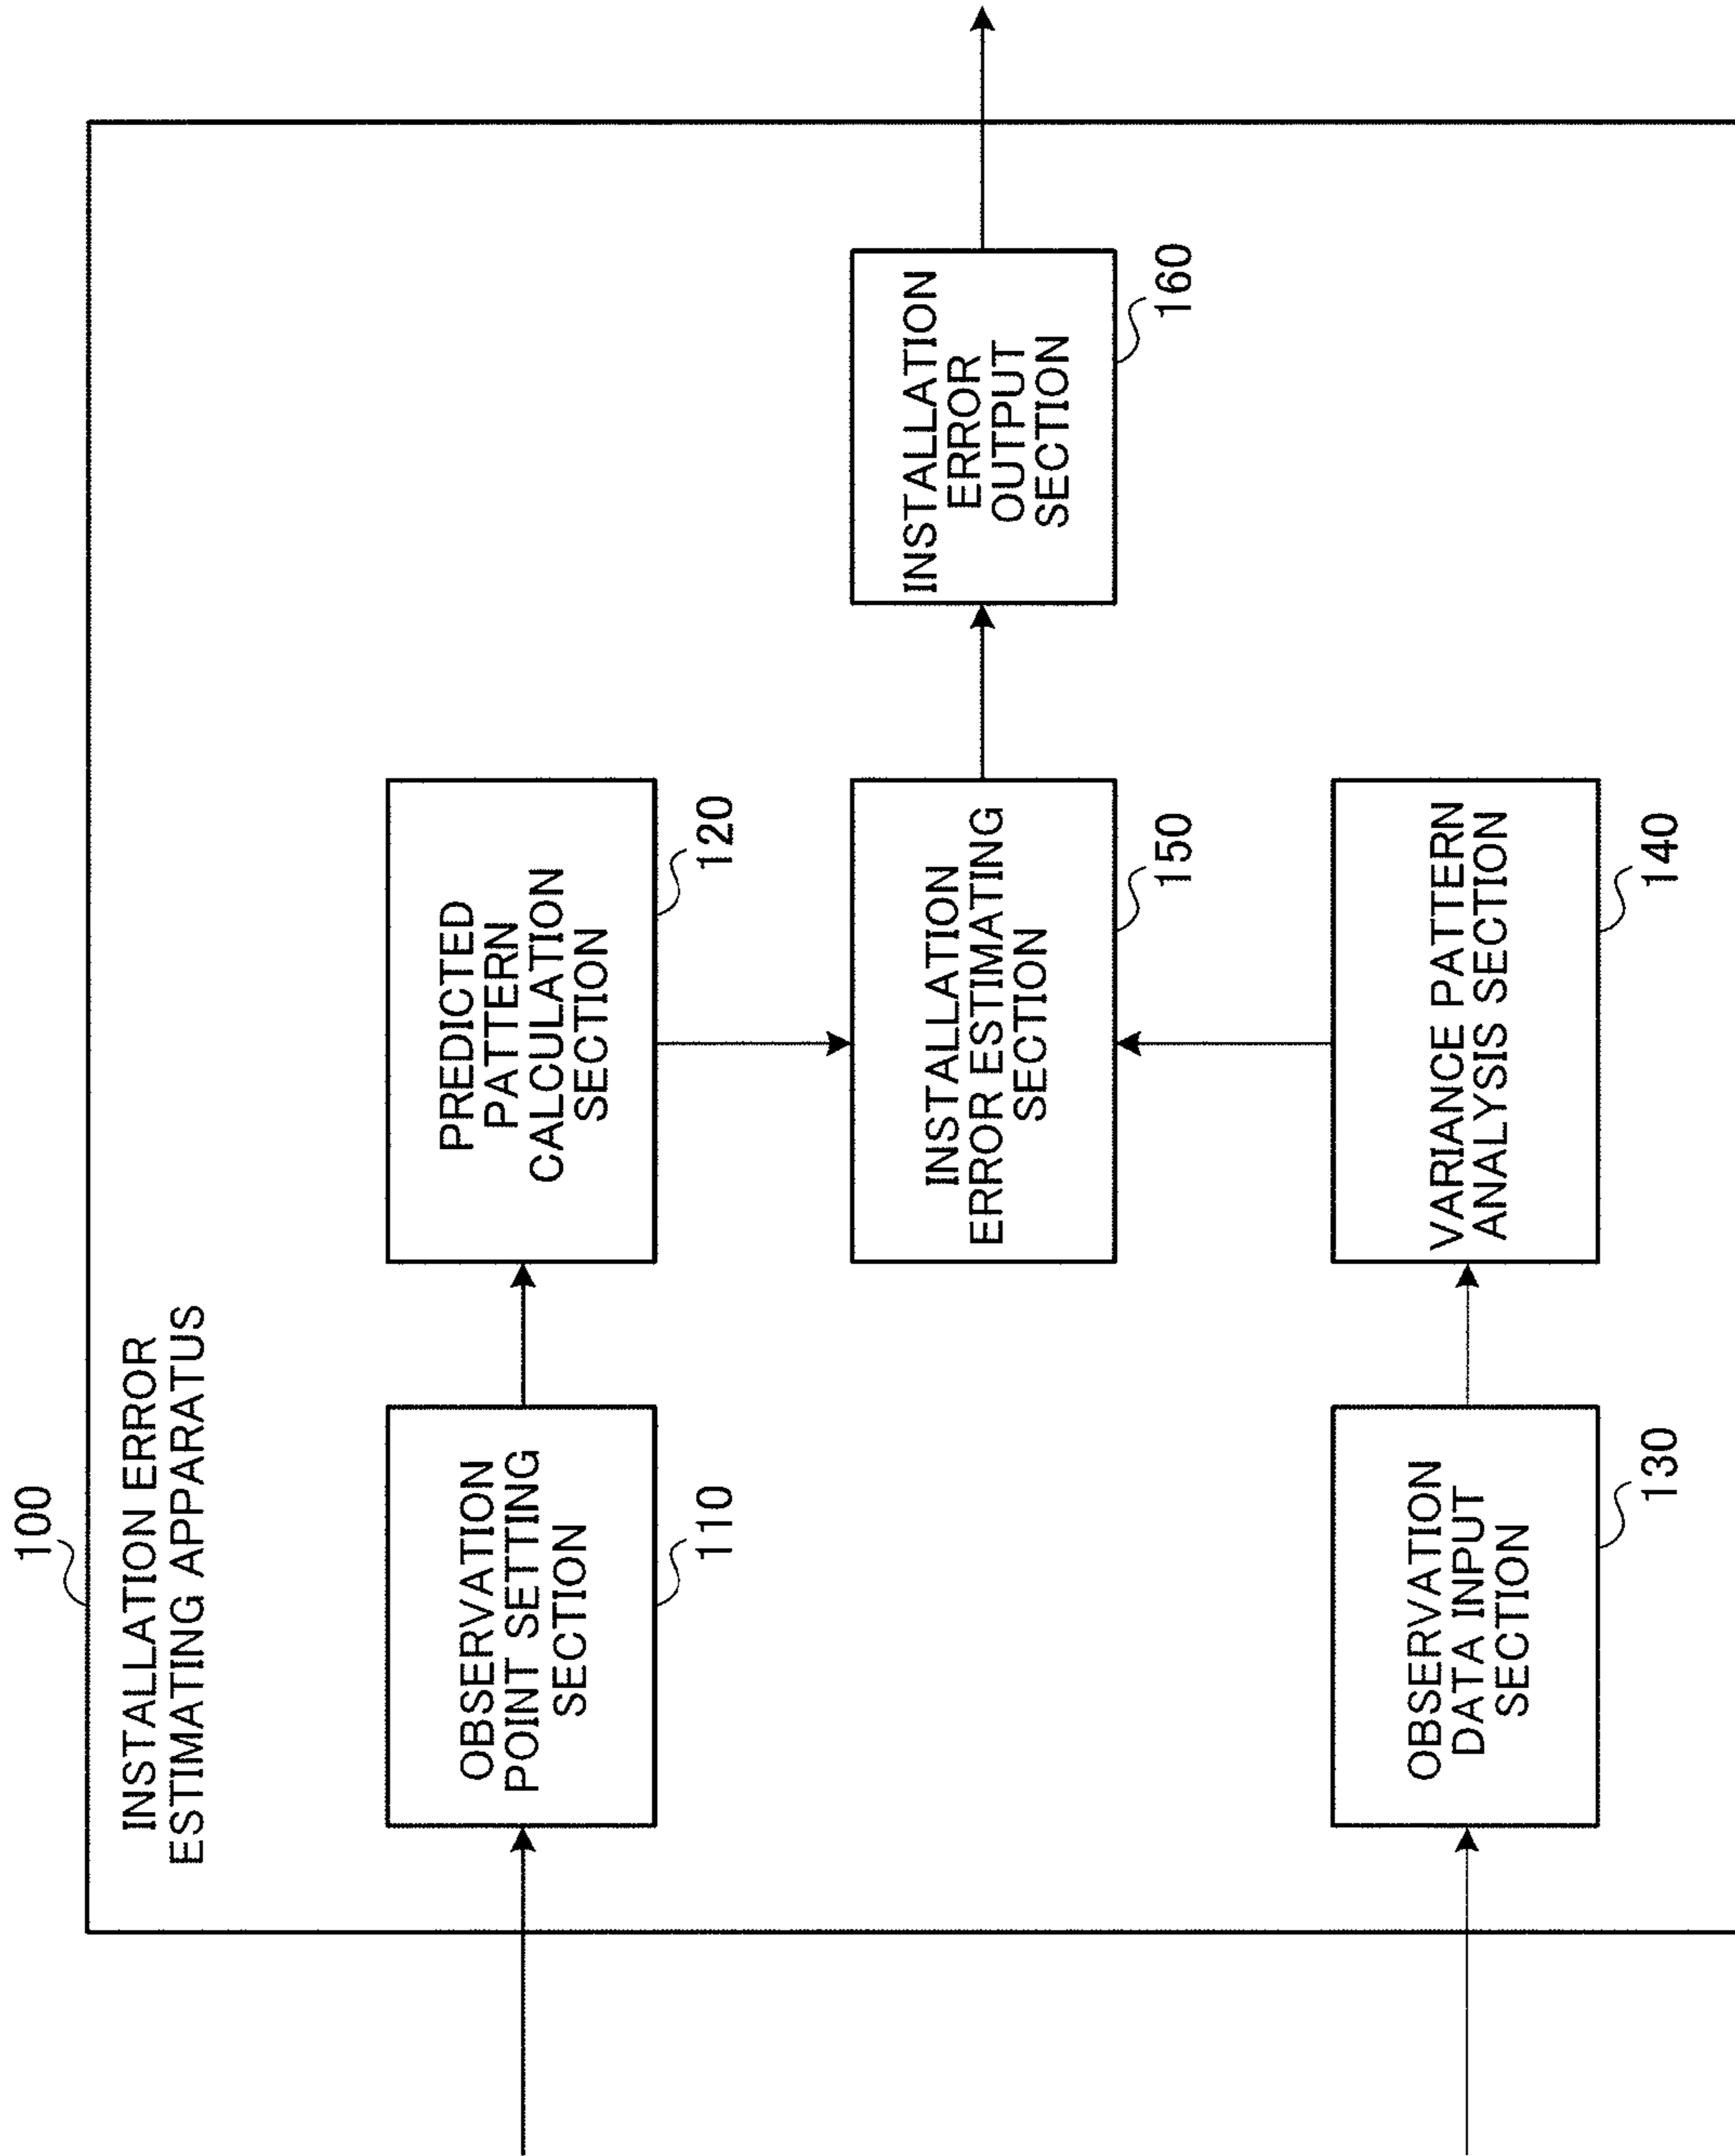 100
INSTALLATION ERROR
ESTIMATING APPARATUS
OBSERVATION
POINT SETTING
SECTION
110
PREDICTED
PATTERN
CALCULATION
SECTION
120
INSTALLATION
ERROR ESTIMATING
SECTION
150
INSTALLATION
ERROR
OUTPUT
SECTION
160
OBSERVATION
DATA INPUT
SECTION
130
VARIANCE PATTERN
ANALYSIS SECTION
140